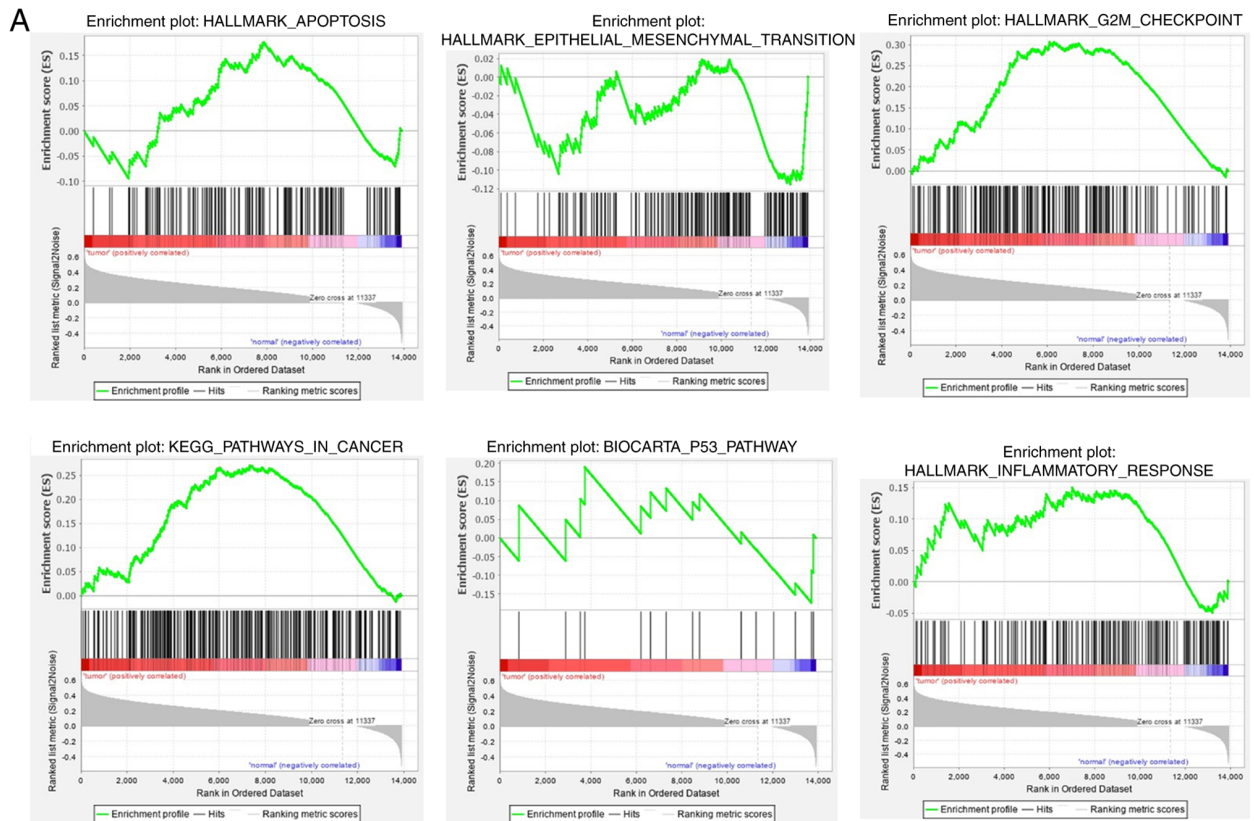 A
Enrichment plot: HALLMARK_APOPTOSIS
Enrichment score (ES)
0.15
0.10
0.05
0.00
-0.05
-0.10
'tumor' (positively correlated)
Ranked list metric (Signal2Noise)
0.6
0.4
0.2
0.0
-0.2
-0.4
Zero cross at 11337
'normal' (negatively correlated)
0 2,000 4,000 6,000 8,000 10,000 12,000 14,000
Rank in Ordered Dataset
Enrichment profile Hits Ranking metric scores
Enrichment plot:
HALLMARK_EPITHELIAL_MESENCHYMAL_TRANSITION
Enrichment score (ES)
0.02
0.00
-0.02
-0.04
-0.06
-0.08
-0.10
-0.12
'tumor' (positively correlated)
Ranked list metric (Signal2Noise)
0.6
0.4
0.2
0.0
-0.2
-0.4
Zero cross at 11337
'normal' (negatively correlated)
0 2,000 4,000 6,000 8,000 10,000 12,000 14,000
Rank in Ordered Dataset
Enrichment profile Hits Ranking metric scores
Enrichment plot: HALLMARK_G2M_CHECKPOINT
Enrichment score (ES)
0.30
0.25
0.20
0.15
0.10
0.05
0.00
'tumor' (positively correlated)
Ranked list metric (Signal2Noise)
0.6
0.4
0.2
0.0
-0.2
-0.4
Zero cross at 11337
'normal' (negatively correlated)
0 2,000 4,000 6,000 8,000 10,000 12,000 14,000
Rank in Ordered Dataset
Enrichment profile Hits Ranking metric scores
Enrichment plot: KEGG_PATHWAYS_IN_CANCER
Enrichment score (ES)
0.25
0.20
0.15
0.10
0.05
0.00
'tumor' (positively correlated)
Ranked list metric (Signal2Noise)
0.6
0.4
0.2
0.0
-0.2
-0.4
Zero cross at 11337
'normal' (negatively correlated)
0 2,000 4,000 6,000 8,000 10,000 12,000 14,000
Rank in Ordered Dataset
Enrichment profile Hits Ranking metric scores
Enrichment plot: BIOCARTA_P53_PATHWAY
Enrichment score (ES)
0.20
0.15
0.10
0.05
0.00
-0.05
-0.10
-0.15
'tumor' (positively correlated)
Ranked list metric (Signal2Noise)
0.6
0.4
0.2
0.0
-0.2
-0.4
Zero cross at 11337
'normal' (negatively correlated)
0 2,000 4,000 6,000 8,000 10,000 12,000 14,000
Rank in Ordered Dataset
Enrichment profile Hits Ranking metric scores
Enrichment plot:
HALLMARK_INFLAMMATORY_RESPONSE
Enrichment score (ES)
0.15
0.10
0.05
0.00
-0.05
'tumor' (positively correlated)
Ranked list metric (Signal2Noise)
0.6
0.4
0.2
0.0
-0.2
-0.4
Zero cross at 11337
'normal' (negatively correlated)
0 2,000 4,000 6,000 8,000 10,000 12,000 14,000
Rank in Ordered Dataset
Enrichment profile Hits Ranking metric scores